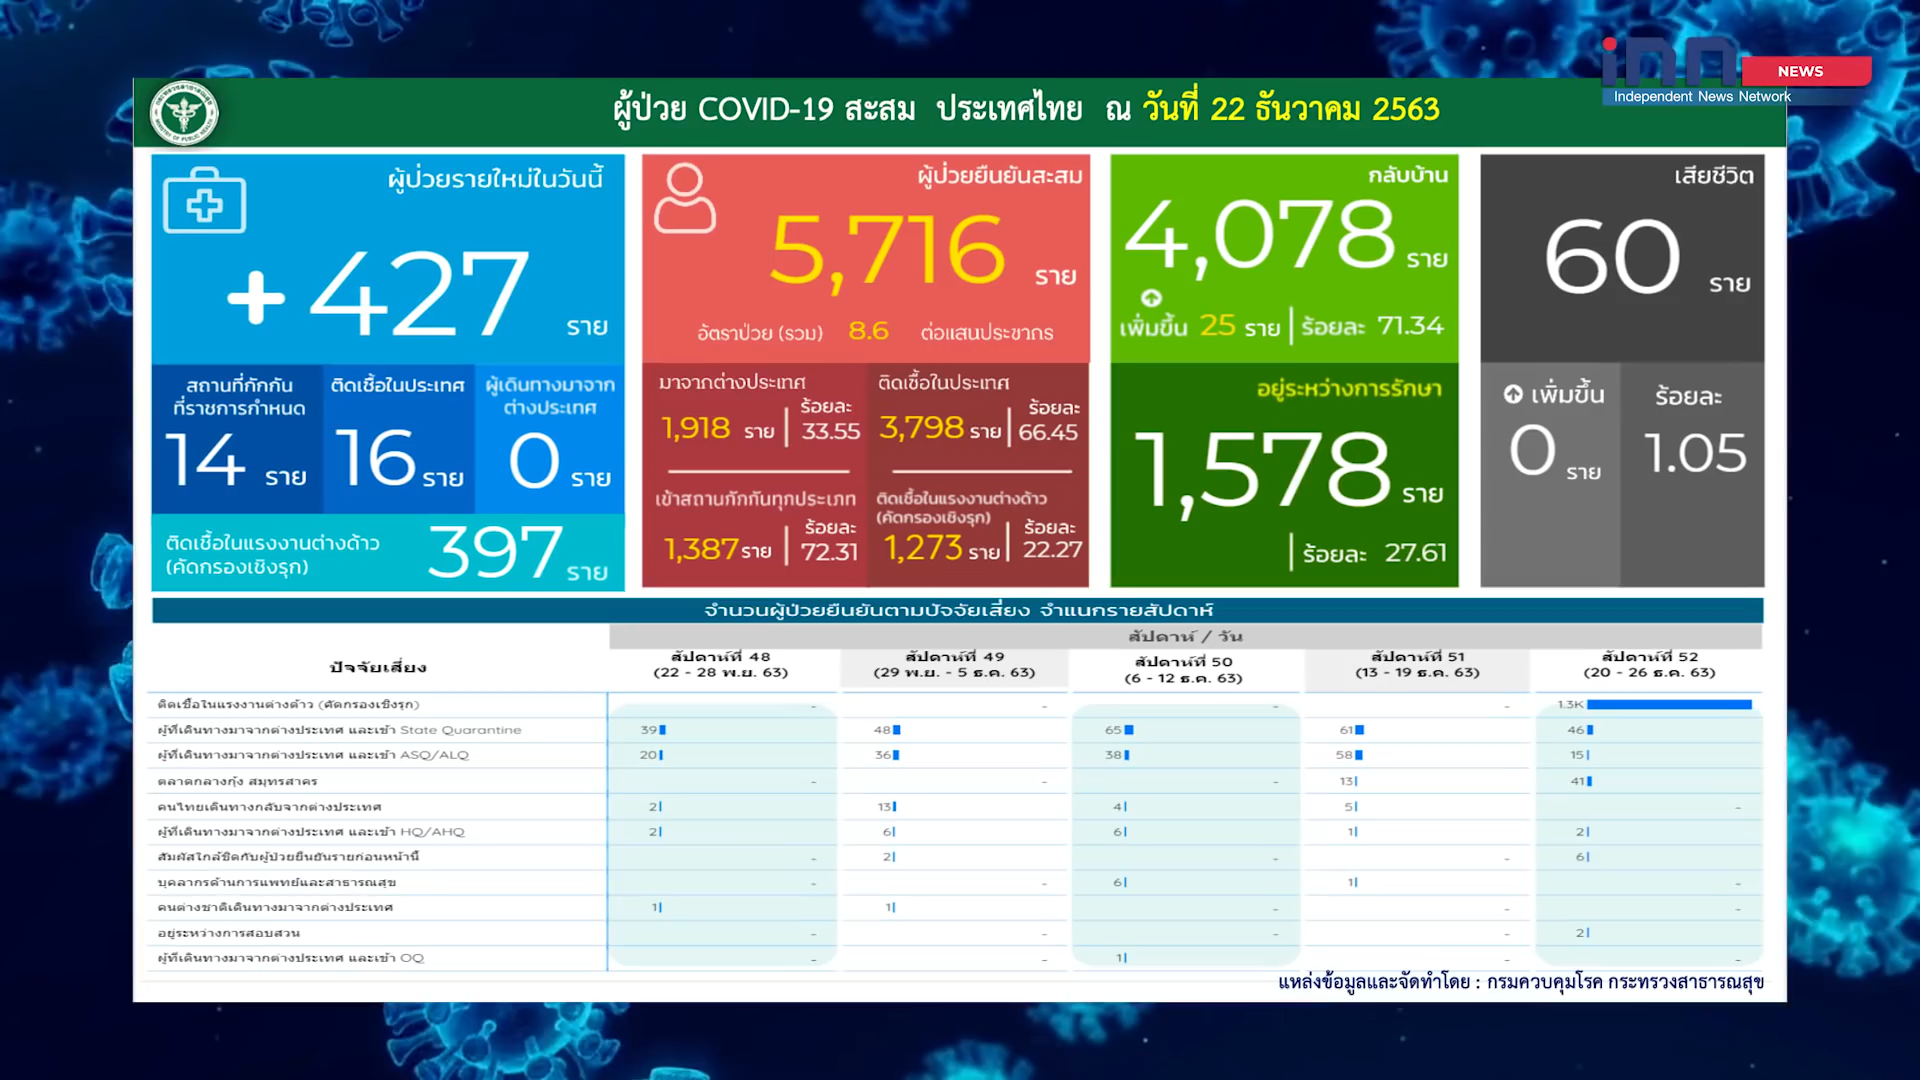 inn NEWS
Independent News Network
ผู้ป่วย COVID-19 สะสม ประเทศไทย ณ วันที่ 22 ธันวาคม 2563
ผู้ป่วยรายใหม่ในวันนี้
+427 ราย
สถานที่กักกัน
ที่ราชการกำหนด
14 ราย
ติดเชื้อในประเทศ
16 ราย
ผู้เดินทางมาจาก
ต่างประเทศ
0 ราย
ติดเชื้อในแรงงานต่างด้าว
(คัดกรองเชิงรุก)
397 ราย
ผู้ป่วยยืนยันสะสม
5,716 ราย
อัตราป่วย (รวม) 8.6 ต่อแสนประชากร
มาจากต่างประเทศ
1,918 ราย
ร้อยละ
33.55
ติดเชื้อในประเทศ
3,798 ราย
ร้อยละ
66.45
เข้าสถานกักกันทุกประเภท
1,387 ราย
ร้อยละ
72.31
ติดเชื้อในแรงงานต่างด้าว
(คัดกรองเชิงรุก)
1,273 ราย
ร้อยละ
22.27
กลับบ้าน
4,078 ราย
เพิ่มขึ้น 25 ราย ร้อยละ 71.34
อยู่ระหว่างการรักษา
1,578 ราย
ร้อยละ 27.61
เสียชีวิต
60 ราย
เพิ่มขึ้น
0 ราย
ร้อยละ
1.05
จำนวนผู้ป่วยยืนยันตามปัจจัยเสี่ยง จำแนกรายสัปดาห์
สัปดาห์ / วัน
ปัจจัยเสี่ยง
สัปดาห์ที่ 48
(22 - 28 พ.ย. 63)
สัปดาห์ที่ 49
(29 พ.ย. - 5 ธ.ค. 63)
สัปดาห์ที่ 50
(6 - 12 ธ.ค. 63)
สัปดาห์ที่ 51
(13 - 19 ธ.ค. 63)
สัปดาห์ที่ 52
(20 - 26 ธ.ค. 63)
ติดเชื้อในแรงงานต่างด้าว (คัดกรองเชิงรุก) - - - - 1.3K
ผู้ที่เดินทางมาจากต่างประเทศ และเข้า State Quarantine 39 48 65 61 46
ผู้ที่เดินทางมาจากต่างประเทศ และเข้า ASQ/ALQ 20 36 38 58 15
ตลาดกลางกุ้ง สมุทรสาคร - - - 13 41
คนไทยเดินทางกลับจากต่างประเทศ 2 13 4 5 -
ผู้ที่เดินทางมาจากต่างประเทศ และเข้า HQ/AHQ 2 6 6 1 2
สัมผัสใกล้ชิดกับผู้ป่วยยืนยันรายก่อนหน้านี้ - 2 - - 6
บุคลากรด้านการแพทย์และสาธารณสุข - - 6 1 -
คนต่างชาติเดินทางมาจากต่างประเทศ 1 1 - - -
อยู่ระหว่างการสอบสวน - - - - 2
ผู้ที่เดินทางมาจากต่างประเทศ และเข้า OQ - - 1 - -
แหล่งข้อมูลและจัดทำโดย : กรมควบคุมโรค กระทรวงสาธารณสุข